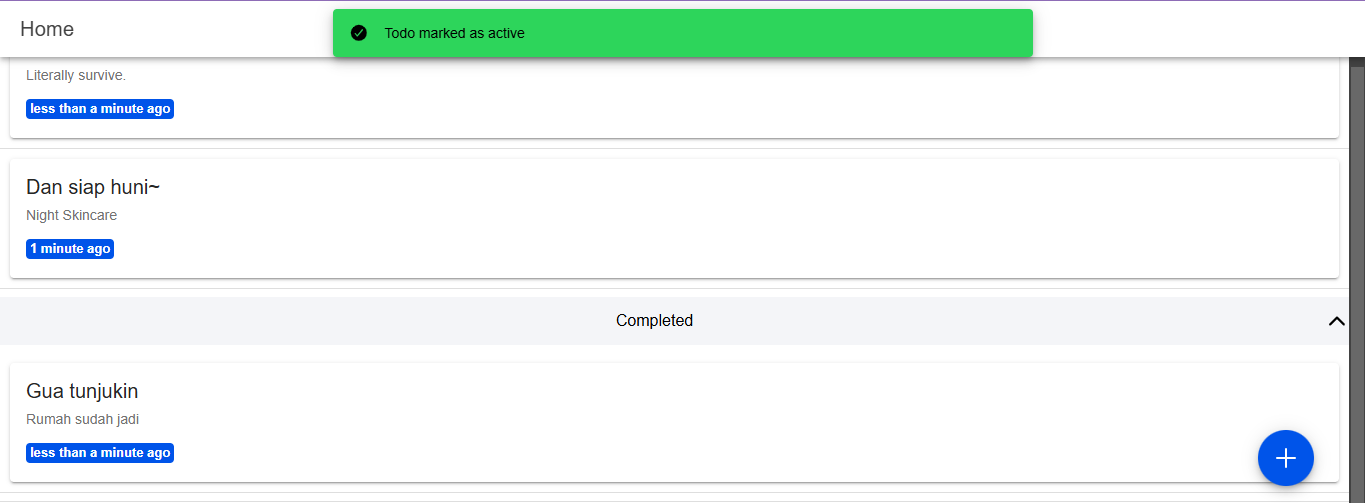 Home
Todo marked as active
Literally survive.
less than a minute ago
Dan siap huni~
Night Skincare
1 minute ago
Completed
Gua tunjukin
Rumah sudah jadi
less than a minute ago